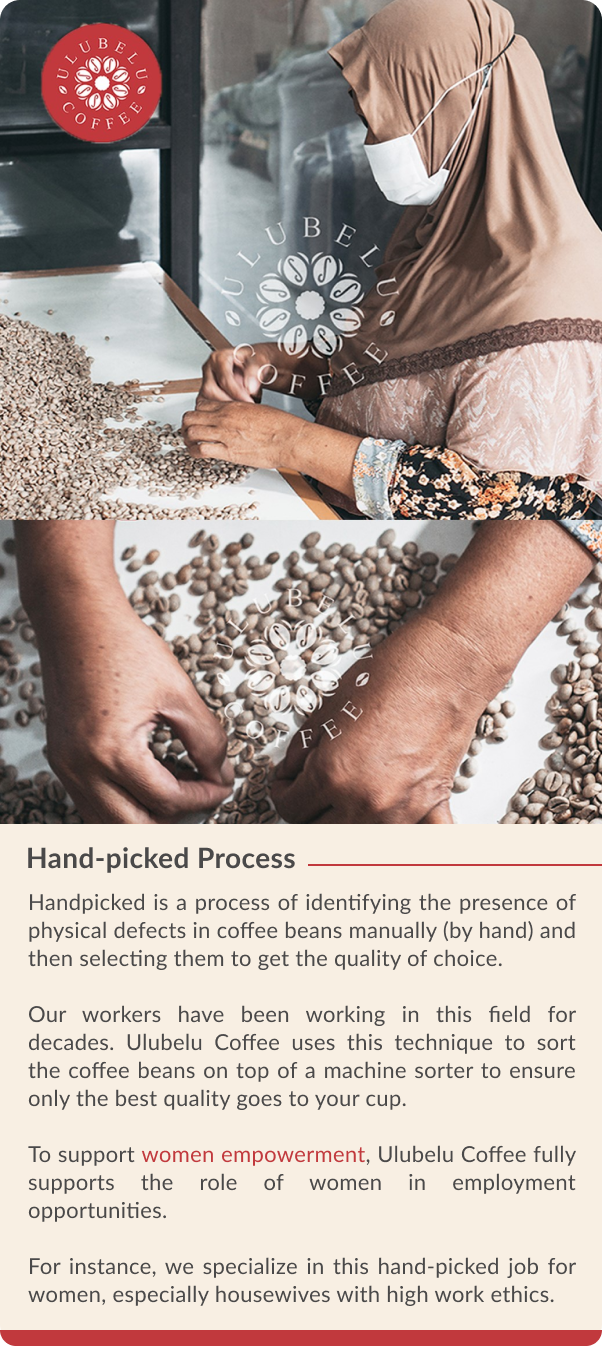 ULUBELU
COFFEE
ULUBELU
COFFEE
ULUBELU
COFFEE
Hand-picked Process
Handpicked is a process of identifying the presence of
physical defects in coffee beans manually (by hand) and
then selecting them to get the quality of choice.
Our workers have been working in this field for
decades. Ulubelu Coffee uses this technique to sort
the coffee beans on top of a machine sorter to ensure
only the best quality goes to your cup.
To support women empowerment, Ulubelu Coffee fully
supports the role of women in employment
opportunities.
For instance, we specialize in this hand-picked job for
women, especially housewives with high work ethics.